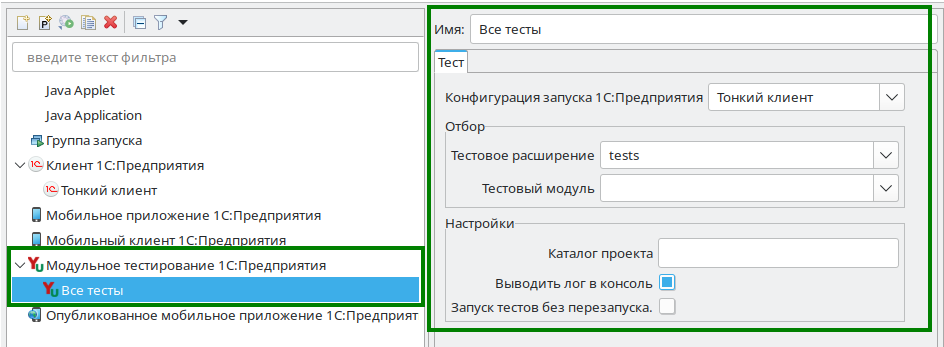 введите текст фильтра
Java Applet
Java Application
Группа запуска
Клиент 1С:Предприятия
Тонкий клиент
Мобильное приложение 1С:Предприятия
Мобильный клиент 1С:Предприятия
Модульное тестирование 1С:Предприятия
Все тесты
Опубликованное мобильное приложение 1С:Предприят
Имя: Все тесты
Тест
Конфигурация запуска 1С:Предприятия Тонкий клиент
Отбор
Тестовое расширение tests
Тестовый модуль
Настройки
Каталог проекта
Выводить лог в консоль
Запуск тестов без перезапуска.